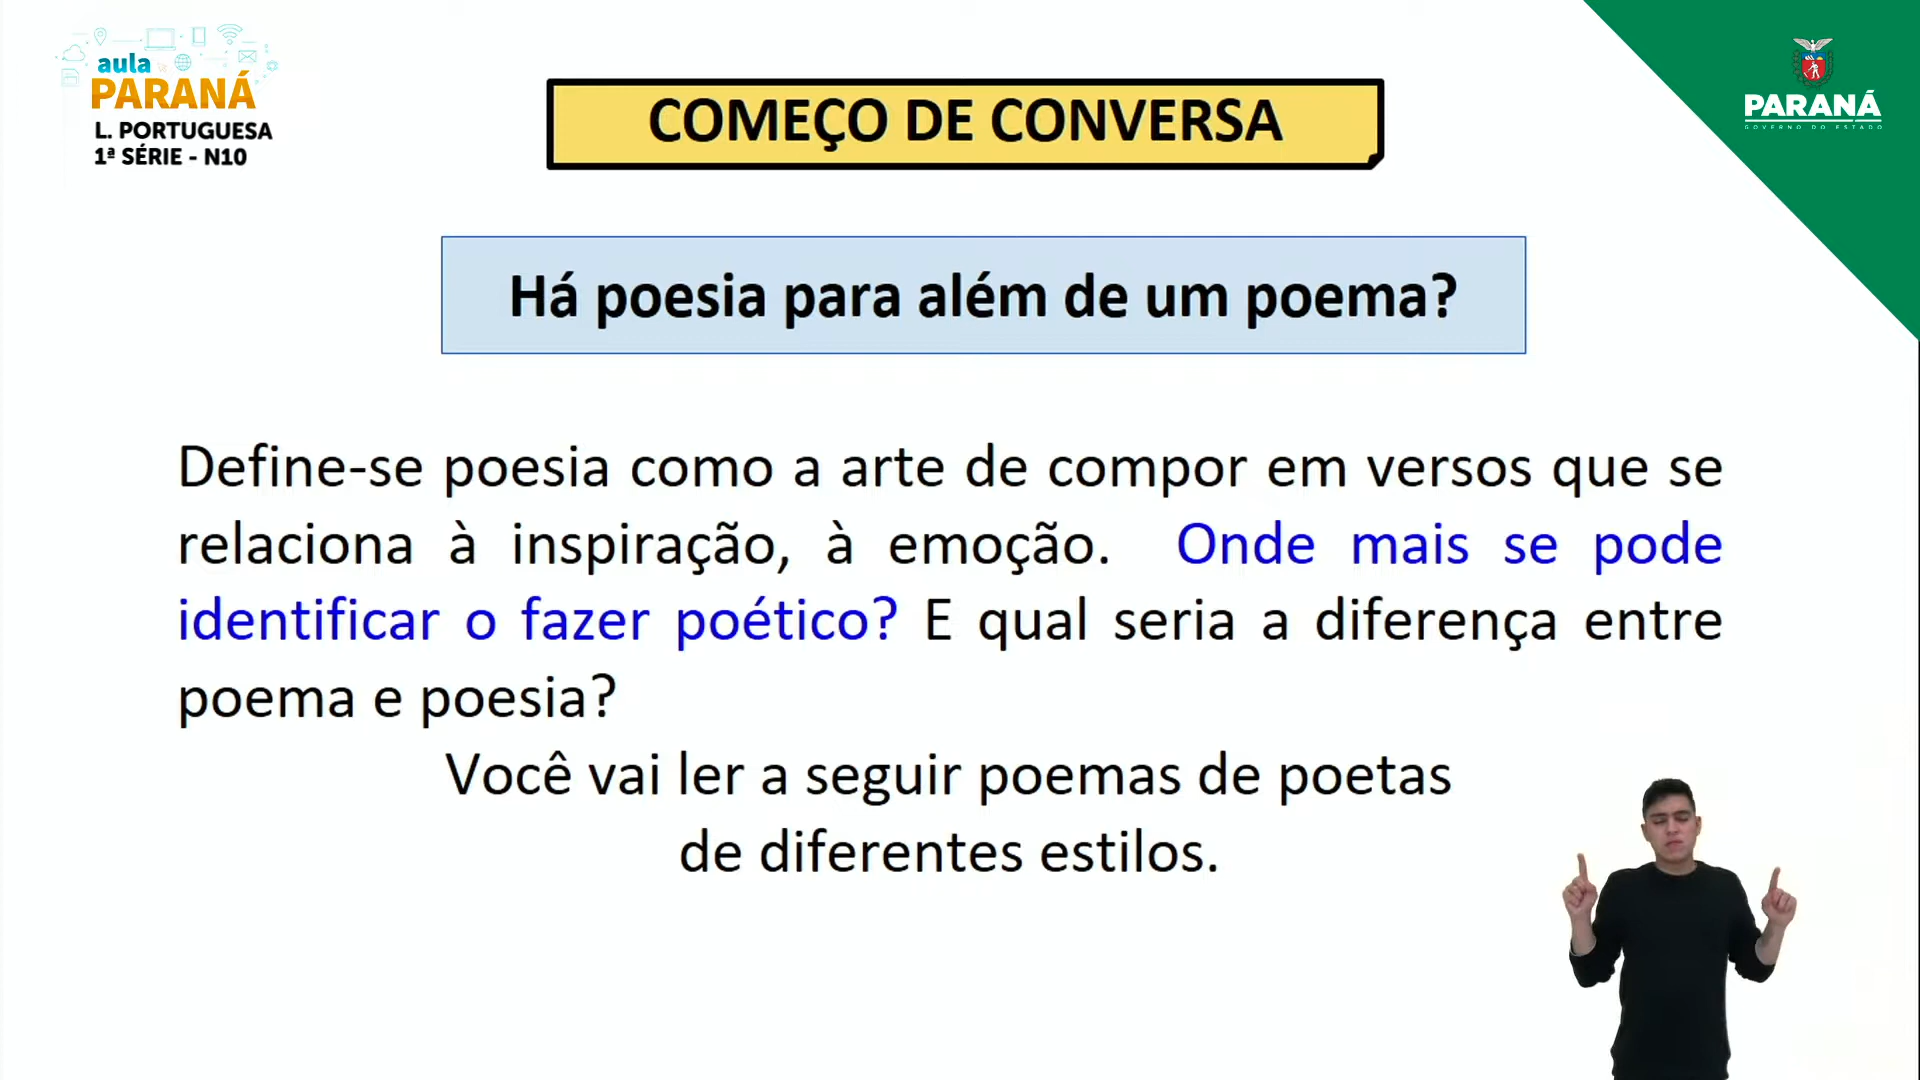 aula
PARANÁ
L. PORTUGUESA
1ª SÉRIE - N10
COMEÇO DE CONVERSA
PARANÁ
GOVERNO DO ESTADO
Há poesia para além de um poema?
Define-se poesia como a arte de compor em versos que se
relaciona à inspiração, à emoção. Onde mais se pode
identificar o fazer poético? E qual seria a diferença entre
poema e poesia?
Você vai ler a seguir poemas de poetas
de diferentes estilos.